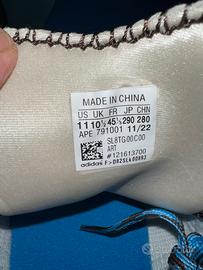 MADE IN CHINA
US UK FR JP CHN
11 10½ 45⅓ 290 280
APE 791001 11/22
SL8TG00C00
ART
#121613700
adidas F>DR2SLA00893